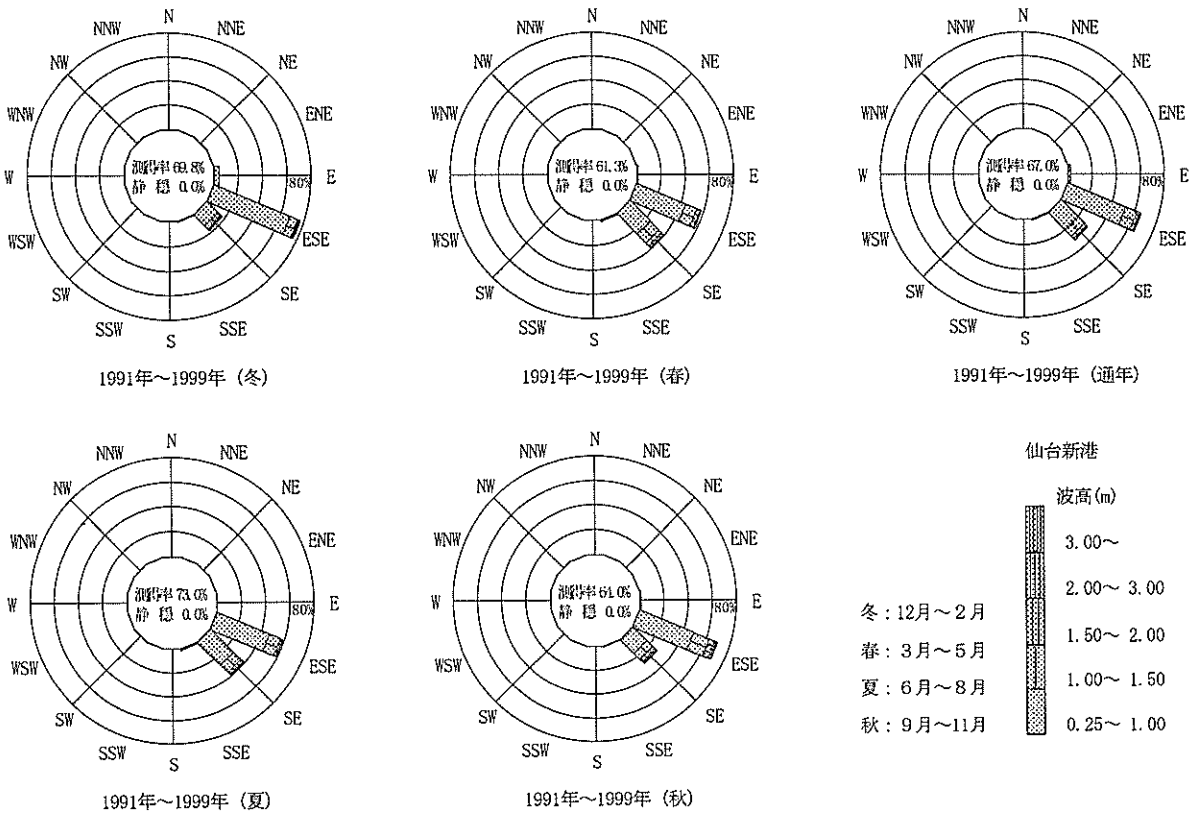 N
NNW
NNE
NW
NE
WNW
ENE
W
測得率 69.8%
静 穏 0.0%
80%
E
WSW
ESE
SW
SE
SSW
SSE
S
1991年～1999年 (冬)
N
NNW
NNE
NW
NE
WNW
ENE
W
測得率 61.3%
静 穏 0.0%
80%
E
WSW
ESE
SW
SE
SSW
SSE
S
1991年～1999年 (春)
N
NNW
NNE
NW
NE
WNW
ENE
W
測得率 67.0%
静 穏 0.0%
80%
E
WSW
ESE
SW
SE
SSW
SSE
S
1991年～1999年 (通年)
N
NNW
NNE
NW
NE
WNW
ENE
W
測得率 73.0%
静 穏 0.0%
80%
E
WSW
ESE
SW
SE
SSW
SSE
S
1991年～1999年 (夏)
N
NNW
NNE
NW
NE
WNW
ENE
W
測得率
静 穏 0.0%
80%
E
WSW
ESE
SW
SE
SSW
SSE
S
1991年～1999年 (秋)
仙台新港
波高(m)
3.00～
2.00～ 3.00
1.50～ 2.00
1.00～ 1.50
0.25～ 1.00
冬：12月～2月
春：3月～5月
夏：6月～8月
秋：9月～11月